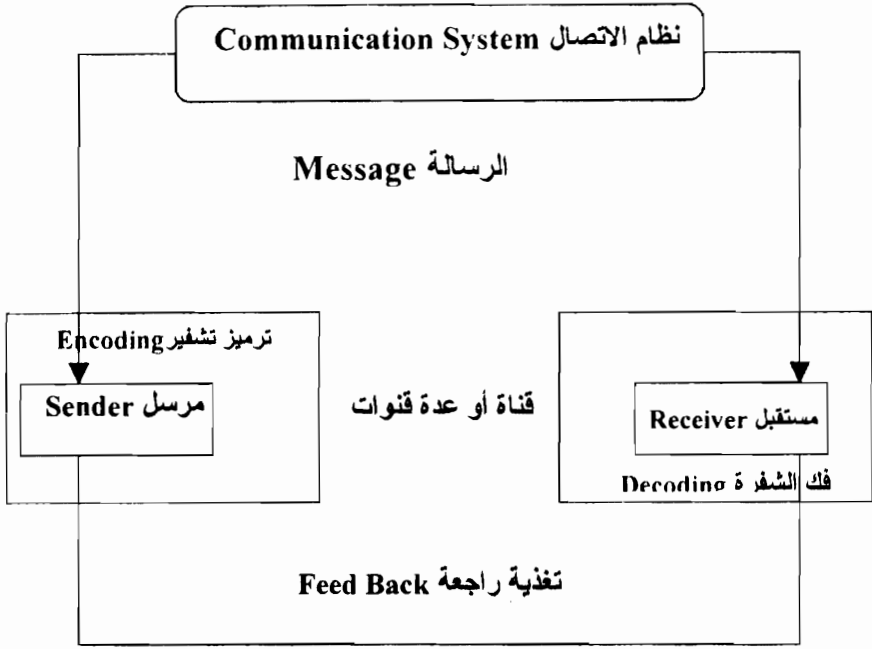 نظام الاتصال Communication System
الرسالة Message
ترميز تشفير Encoding
مرسل Sender
قناة أو عدة قنوات
مستقبل Receiver
فك الشفرة Decoding
تغذية راجعة Feed Back